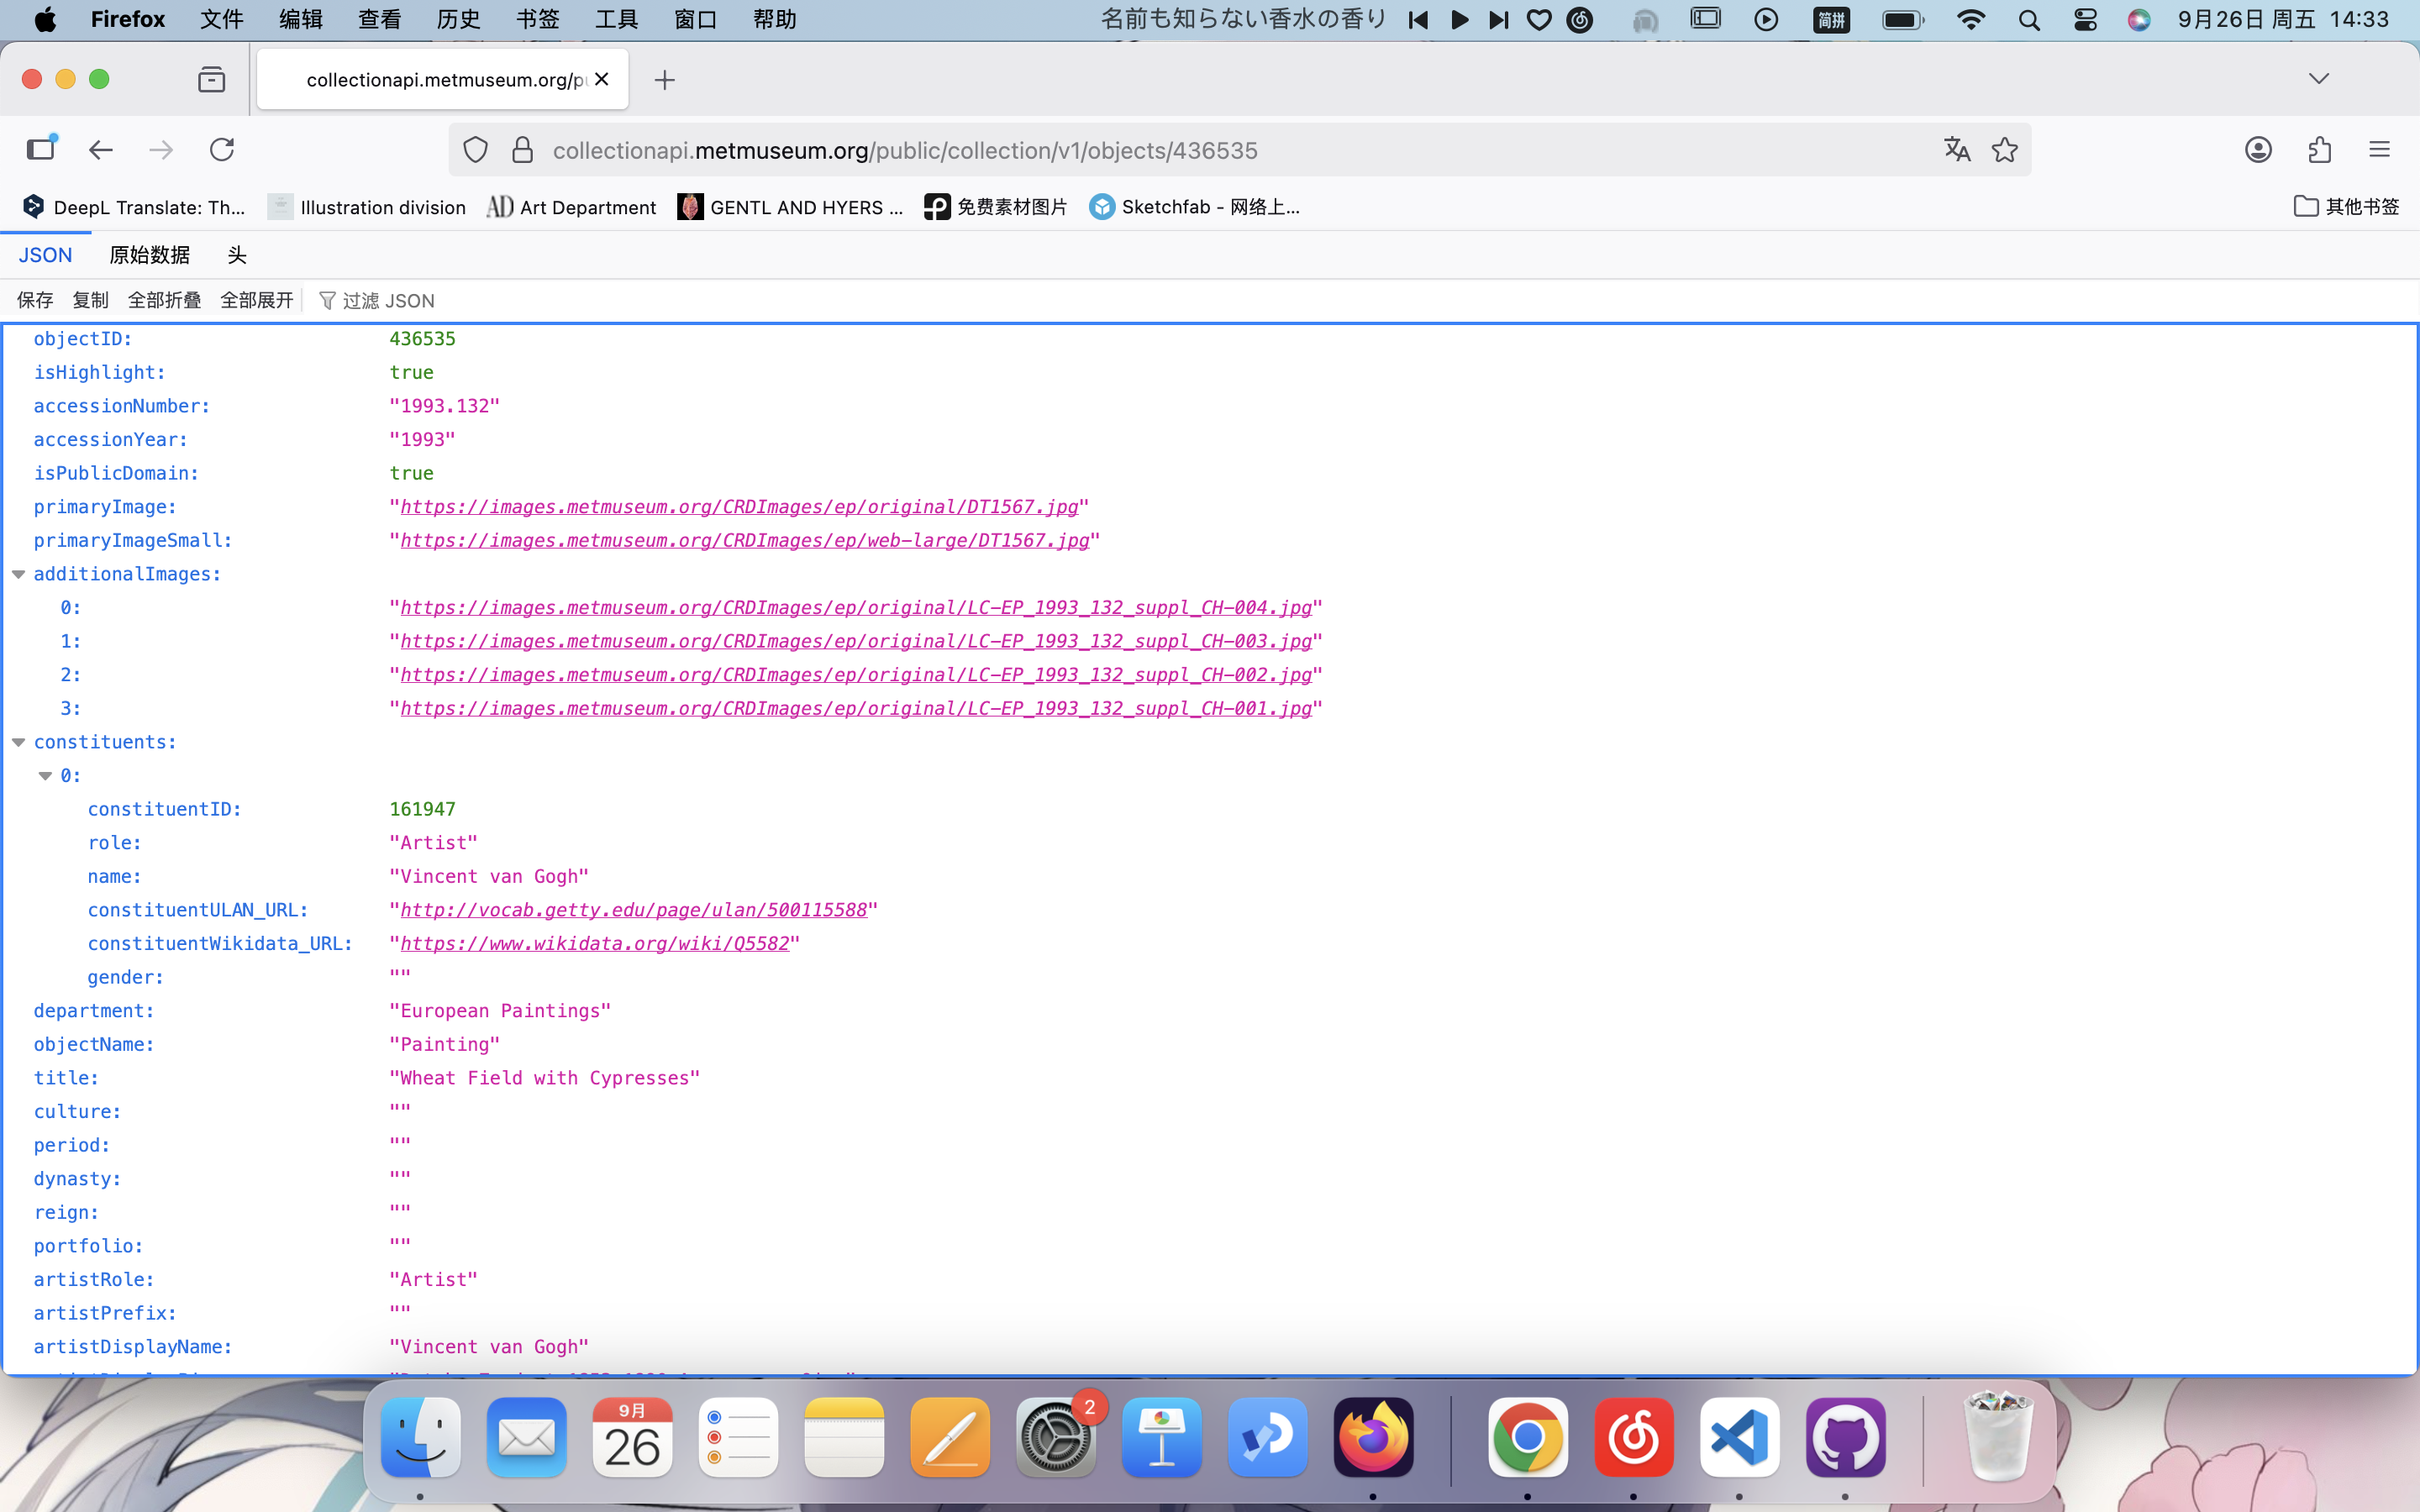 Firefox 文件 编辑 查看 历史 书签 工具 窗口 帮助 名前も知らない香水の香り 简拼 9月26日 周五 14:33
collectionapi.metmuseum.org/p
collectionapi.metmuseum.org/public/collection/v1/objects/436535
DeepL Translate: Th... Illustration division AD Art Department GENTL AND HYERS ... 免费素材图片 Sketchfab - 网络上... 其他书签
JSON 原始数据 头
保存 复制 全部折叠 全部展开 过滤 JSON
objectID: 436535
isHighlight: true
accessionNumber: "1993.132"
accessionYear: "1993"
isPublicDomain: true
primaryImage: "https://images.metmuseum.org/CRDImages/ep/original/DT1567.jpg"
primaryImageSmall: "https://images.metmuseum.org/CRDImages/ep/web-large/DT1567.jpg"
additionalImages:
0: "https://images.metmuseum.org/CRDImages/ep/original/LC-EP_1993_132_suppl_CH-004.jpg"
1: "https://images.metmuseum.org/CRDImages/ep/original/LC-EP_1993_132_suppl_CH-003.jpg"
2: "https://images.metmuseum.org/CRDImages/ep/original/LC-EP_1993_132_suppl_CH-002.jpg"
3: "https://images.metmuseum.org/CRDImages/ep/original/LC-EP_1993_132_suppl_CH-001.jpg"
constituents:
0:
constituentID: 161947
role: "Artist"
name: "Vincent van Gogh"
constituentULAN_URL: "http://vocab.getty.edu/page/ulan/500115588"
constituentWikidata_URL: "https://www.wikidata.org/wiki/Q5582"
gender: ""
department: "European Paintings"
objectName: "Painting"
title: "Wheat Field with Cypresses"
culture: ""
period: ""
dynasty: ""
reign: ""
portfolio: ""
artistRole: "Artist"
artistPrefix: ""
artistDisplayName: "Vincent van Gogh"
9月
26
2